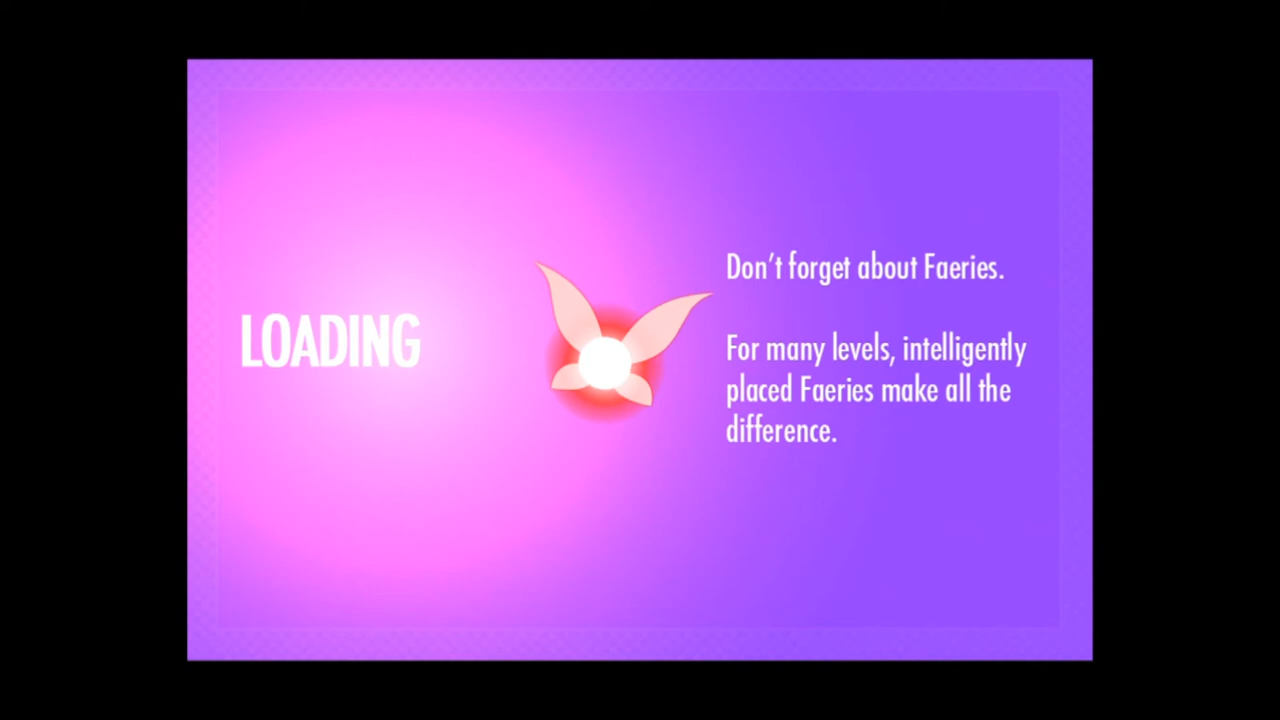 LOADING
Don't forget about Faeries.
For many levels, intelligently
placed Faeries make all the
difference.